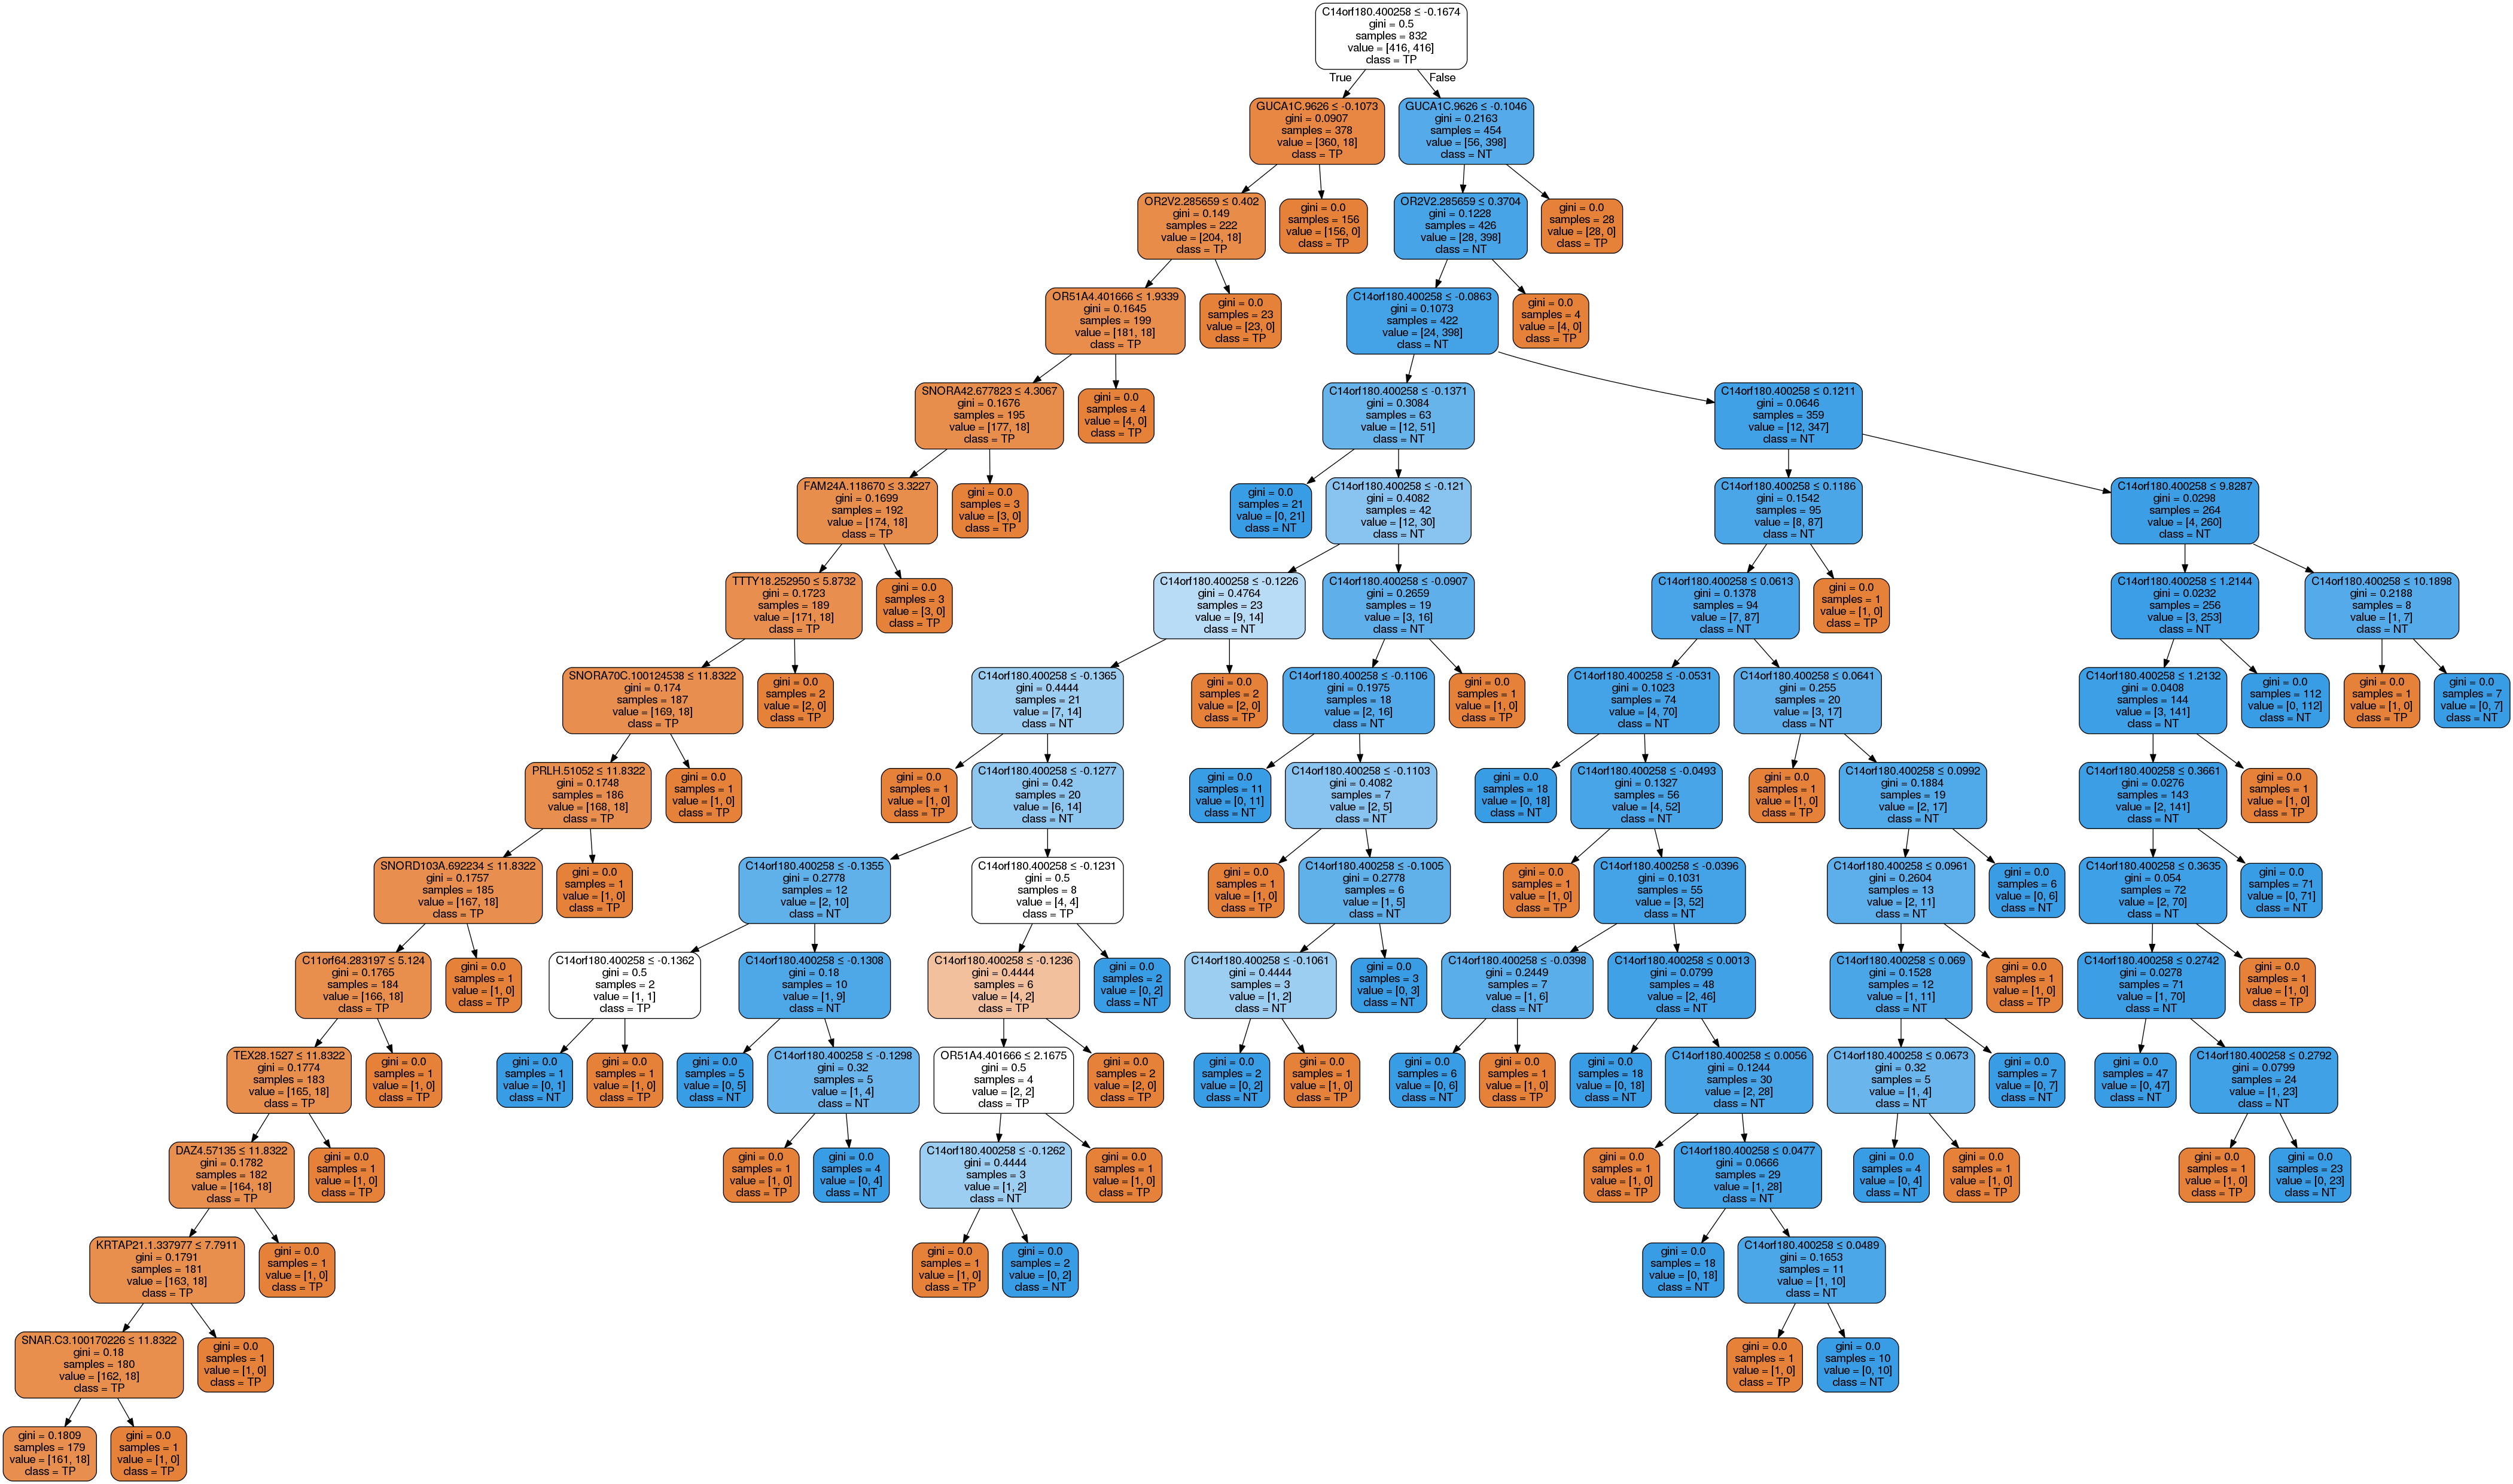 C14orf180.400258 ≤ -0.1674
gini = 0.5
samples = 832
value = [416, 416]
class = TP
True
False
GUCA1C.9626 ≤ -0.1073
gini = 0.0907
samples = 378
value = [360, 18]
class = TP
GUCA1C.9626 ≤ -0.1046
gini = 0.2163
samples = 454
value = [56, 398]
class = NT
OR2V2.285659 ≤ 0.402
gini = 0.149
samples = 222
value = [204, 18]
class = TP
gini = 0.0
samples = 156
value = [156, 0]
class = TP
OR2V2.285659 ≤ 0.3704
gini = 0.1228
samples = 426
value = [28, 398]
class = NT
gini = 0.0
samples = 28
value = [28, 0]
class = TP
OR51A4.401666 ≤ 1.9339
gini = 0.1645
samples = 199
value = [181, 18]
class = TP
gini = 0.0
samples = 23
value = [23, 0]
class = TP
C14orf180.400258 ≤ -0.0863
gini = 0.1073
samples = 422
value = [24, 398]
class = NT
gini = 0.0
samples = 4
value = [4, 0]
class = TP
SNORA42.677823 ≤ 4.3067
gini = 0.1676
samples = 195
value = [177, 18]
class = TP
gini = 0.0
samples = 4
value = [4, 0]
class = TP
C14orf180.400258 ≤ -0.1371
gini = 0.3084
samples = 63
value = [12, 51]
class = NT
C14orf180.400258 ≤ 0.1211
gini = 0.0646
samples = 359
value = [12, 347]
class = NT
FAM24A.118670 ≤ 3.3227
gini = 0.1699
samples = 192
value = [174, 18]
class = TP
gini = 0.0
samples = 3
value = [3, 0]
class = TP
gini = 0.0
samples = 21
value = [0, 21]
class = NT
C14orf180.400258 ≤ -0.121
gini = 0.4082
samples = 42
value = [12, 30]
class = NT
C14orf180.400258 ≤ 0.1186
gini = 0.1542
samples = 95
value = [8, 87]
class = NT
C14orf180.400258 ≤ 9.8287
gini = 0.0298
samples = 264
value = [4, 260]
class = NT
TTTY18.252950 ≤ 5.8732
gini = 0.1723
samples = 189
value = [171, 18]
class = TP
gini = 0.0
samples = 3
value = [3, 0]
class = TP
C14orf180.400258 ≤ -0.1226
gini = 0.4764
samples = 23
value = [9, 14]
class = NT
C14orf180.400258 ≤ -0.0907
gini = 0.2659
samples = 19
value = [3, 16]
class = NT
C14orf180.400258 ≤ 0.0613
gini = 0.1378
samples = 94
value = [7, 87]
class = NT
gini = 0.0
samples = 1
value = [1, 0]
class = TP
C14orf180.400258 ≤ 1.2144
gini = 0.0232
samples = 256
value = [3, 253]
class = NT
C14orf180.400258 ≤ 10.1898
gini = 0.2188
samples = 8
value = [1, 7]
class = NT
SNORA70C.100124538 ≤ 11.8322
gini = 0.174
samples = 187
value = [169, 18]
class = TP
gini = 0.0
samples = 2
value = [2, 0]
class = TP
C14orf180.400258 ≤ -0.1365
gini = 0.4444
samples = 21
value = [7, 14]
class = NT
gini = 0.0
samples = 2
value = [2, 0]
class = TP
C14orf180.400258 ≤ -0.1106
gini = 0.1975
samples = 18
value = [2, 16]
class = NT
gini = 0.0
samples = 1
value = [1, 0]
class = TP
C14orf180.400258 ≤ -0.0531
gini = 0.1023
samples = 74
value = [4, 70]
class = NT
C14orf180.400258 ≤ 0.0641
gini = 0.255
samples = 20
value = [3, 17]
class = NT
C14orf180.400258 ≤ 1.2132
gini = 0.0408
samples = 144
value = [3, 141]
class = NT
gini = 0.0
samples = 112
value = [0, 112]
class = NT
gini = 0.0
samples = 1
value = [1, 0]
class = TP
gini = 0.0
samples = 7
value = [0, 7]
class = NT
PRLH.51052 ≤ 11.8322
gini = 0.1748
samples = 186
value = [168, 18]
class = TP
gini = 0.0
samples = 1
value = [1, 0]
class = TP
gini = 0.0
samples = 1
value = [1, 0]
class = TP
C14orf180.400258 ≤ -0.1277
gini = 0.42
samples = 20
value = [6, 14]
class = NT
gini = 0.0
samples = 11
value = [0, 11]
class = NT
C14orf180.400258 ≤ -0.1103
gini = 0.4082
samples = 7
value = [2, 5]
class = NT
gini = 0.0
samples = 18
value = [0, 18]
class = NT
C14orf180.400258 ≤ -0.0493
gini = 0.1327
samples = 56
value = [4, 52]
class = NT
gini = 0.0
samples = 1
value = [1, 0]
class = TP
C14orf180.400258 ≤ 0.0992
gini = 0.1884
samples = 19
value = [2, 17]
class = NT
C14orf180.400258 ≤ 0.3661
gini = 0.0276
samples = 143
value = [2, 141]
class = NT
gini = 0.0
samples = 1
value = [1, 0]
class = TP
SNORD103A.692234 ≤ 11.8322
gini = 0.1757
samples = 185
value = [167, 18]
class = TP
gini = 0.0
samples = 1
value = [1, 0]
class = TP
C14orf180.400258 ≤ -0.1355
gini = 0.2778
samples = 12
value = [2, 10]
class = NT
C14orf180.400258 ≤ -0.1231
gini = 0.5
samples = 8
value = [4, 4]
class = TP
gini = 0.0
samples = 1
value = [1, 0]
class = TP
C14orf180.400258 ≤ -0.1005
gini = 0.2778
samples = 6
value = [1, 5]
class = NT
gini = 0.0
samples = 1
value = [1, 0]
class = TP
C14orf180.400258 ≤ -0.0396
gini = 0.1031
samples = 55
value = [3, 52]
class = NT
C14orf180.400258 ≤ 0.0961
gini = 0.2604
samples = 13
value = [2, 11]
class = NT
gini = 0.0
samples = 6
value = [0, 6]
class = NT
C14orf180.400258 ≤ 0.3635
gini = 0.054
samples = 72
value = [2, 70]
class = NT
gini = 0.0
samples = 71
value = [0, 71]
class = NT
C11orf64.283197 ≤ 5.124
gini = 0.1765
samples = 184
value = [166, 18]
class = TP
gini = 0.0
samples = 1
value = [1, 0]
class = TP
C14orf180.400258 ≤ -0.1362
gini = 0.5
samples = 2
value = [1, 1]
class = TP
C14orf180.400258 ≤ -0.1308
gini = 0.18
samples = 10
value = [1, 9]
class = NT
C14orf180.400258 ≤ -0.1236
gini = 0.4444
samples = 6
value = [4, 2]
class = TP
gini = 0.0
samples = 2
value = [0, 2]
class = NT
C14orf180.400258 ≤ -0.1061
gini = 0.4444
samples = 3
value = [1, 2]
class = NT
gini = 0.0
samples = 3
value = [0, 3]
class = NT
C14orf180.400258 ≤ -0.0398
gini = 0.2449
samples = 7
value = [1, 6]
class = NT
C14orf180.400258 ≤ 0.0013
gini = 0.0799
samples = 48
value = [2, 46]
class = NT
C14orf180.400258 ≤ 0.069
gini = 0.1528
samples = 12
value = [1, 11]
class = NT
gini = 0.0
samples = 1
value = [1, 0]
class = TP
C14orf180.400258 ≤ 0.2742
gini = 0.0278
samples = 71
value = [1, 70]
class = NT
gini = 0.0
samples = 1
value = [1, 0]
class = TP
TEX28.1527 ≤ 11.8322
gini = 0.1774
samples = 183
value = [165, 18]
class = TP
gini = 0.0
samples = 1
value = [1, 0]
class = TP
gini = 0.0
samples = 1
value = [0, 1]
class = NT
gini = 0.0
samples = 1
value = [1, 0]
class = TP
gini = 0.0
samples = 5
value = [0, 5]
class = NT
C14orf180.400258 ≤ -0.1298
gini = 0.32
samples = 5
value = [1, 4]
class = NT
OR51A4.401666 ≤ 2.1675
gini = 0.5
samples = 4
value = [2, 2]
class = TP
gini = 0.0
samples = 2
value = [2, 0]
class = TP
gini = 0.0
samples = 2
value = [0, 2]
class = NT
gini = 0.0
samples = 1
value = [1, 0]
class = TP
gini = 0.0
samples = 6
value = [0, 6]
class = NT
gini = 0.0
samples = 1
value = [1, 0]
class = TP
gini = 0.0
samples = 18
value = [0, 18]
class = NT
C14orf180.400258 ≤ 0.0056
gini = 0.1244
samples = 30
value = [2, 28]
class = NT
C14orf180.400258 ≤ 0.0673
gini = 0.32
samples = 5
value = [1, 4]
class = NT
gini = 0.0
samples = 7
value = [0, 7]
class = NT
gini = 0.0
samples = 47
value = [0, 47]
class = NT
C14orf180.400258 ≤ 0.2792
gini = 0.0799
samples = 24
value = [1, 23]
class = NT
DAZ4.57135 ≤ 11.8322
gini = 0.1782
samples = 182
value = [164, 18]
class = TP
gini = 0.0
samples = 1
value = [1, 0]
class = TP
gini = 0.0
samples = 1
value = [1, 0]
class = TP
gini = 0.0
samples = 4
value = [0, 4]
class = NT
C14orf180.400258 ≤ -0.1262
gini = 0.4444
samples = 3
value = [1, 2]
class = NT
gini = 0.0
samples = 1
value = [1, 0]
class = TP
gini = 0.0
samples = 1
value = [1, 0]
class = TP
C14orf180.400258 ≤ 0.0477
gini = 0.0666
samples = 29
value = [1, 28]
class = NT
gini = 0.0
samples = 4
value = [0, 4]
class = NT
gini = 0.0
samples = 1
value = [1, 0]
class = TP
gini = 0.0
samples = 1
value = [1, 0]
class = TP
gini = 0.0
samples = 23
value = [0, 23]
class = NT
KRTAP21.1.337977 ≤ 7.7911
gini = 0.1791
samples = 181
value = [163, 18]
class = TP
gini = 0.0
samples = 1
value = [1, 0]
class = TP
gini = 0.0
samples = 1
value = [1, 0]
class = TP
gini = 0.0
samples = 2
value = [0, 2]
class = NT
gini = 0.0
samples = 18
value = [0, 18]
class = NT
C14orf180.400258 ≤ 0.0489
gini = 0.1653
samples = 11
value = [1, 10]
class = NT
SNAR.C3.100170226 ≤ 11.8322
gini = 0.18
samples = 180
value = [162, 18]
class = TP
gini = 0.0
samples = 1
value = [1, 0]
class = TP
gini = 0.0
samples = 1
value = [1, 0]
class = TP
gini = 0.0
samples = 10
value = [0, 10]
class = NT
gini = 0.1809
samples = 179
value = [161, 18]
class = TP
gini = 0.0
samples = 1
value = [1, 0]
class = TP